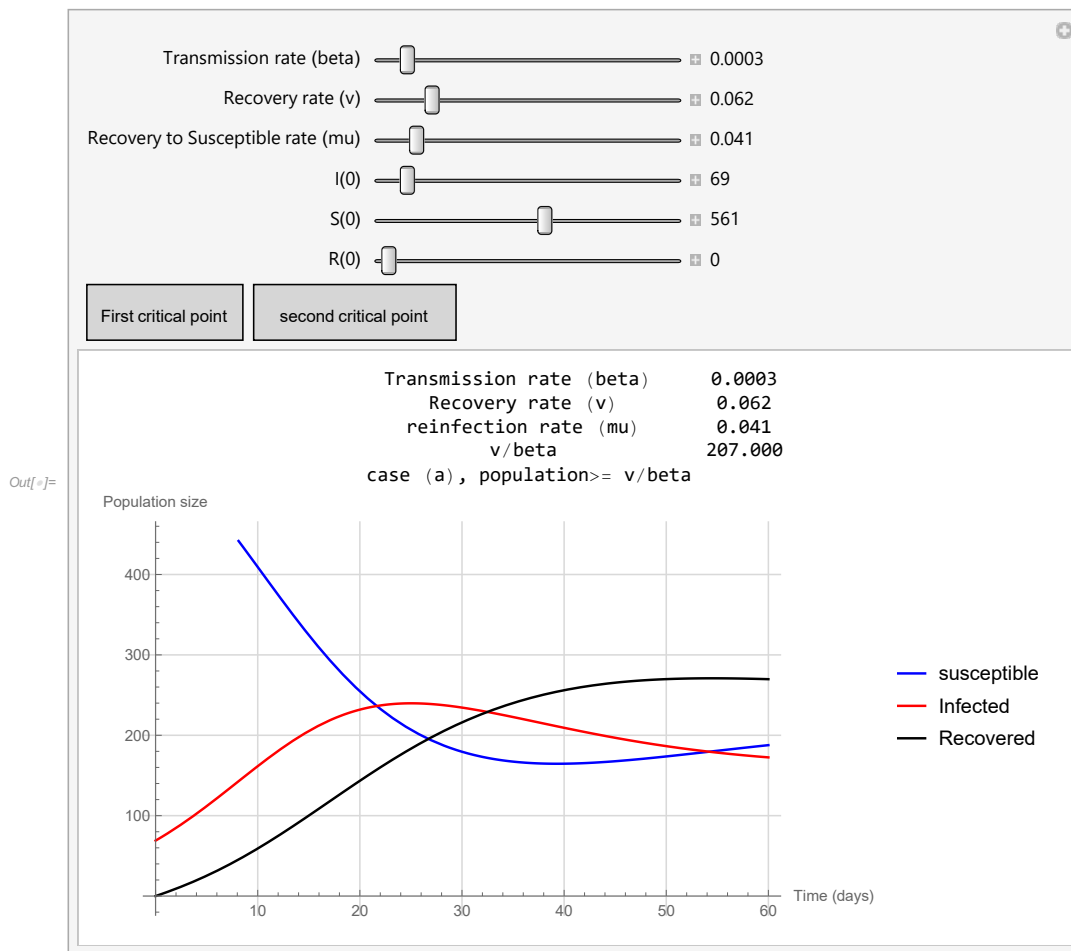 Transmission rate (beta) 0.0003
Recovery rate (v) 0.062
Recovery to Susceptible rate (mu) 0.041
I(0) 69
S(0) 561
R(0) 0
First critical point second critical point
Transmission rate (beta) 0.0003
Recovery rate (v) 0.062
reinfection rate (mu) 0.041
v/beta 207.000
case (a), population>= v/beta
Out[•]=
Population size
400
300
200
100
susceptible
Infected
Recovered
10 20 30 40 50 60
Time (days)